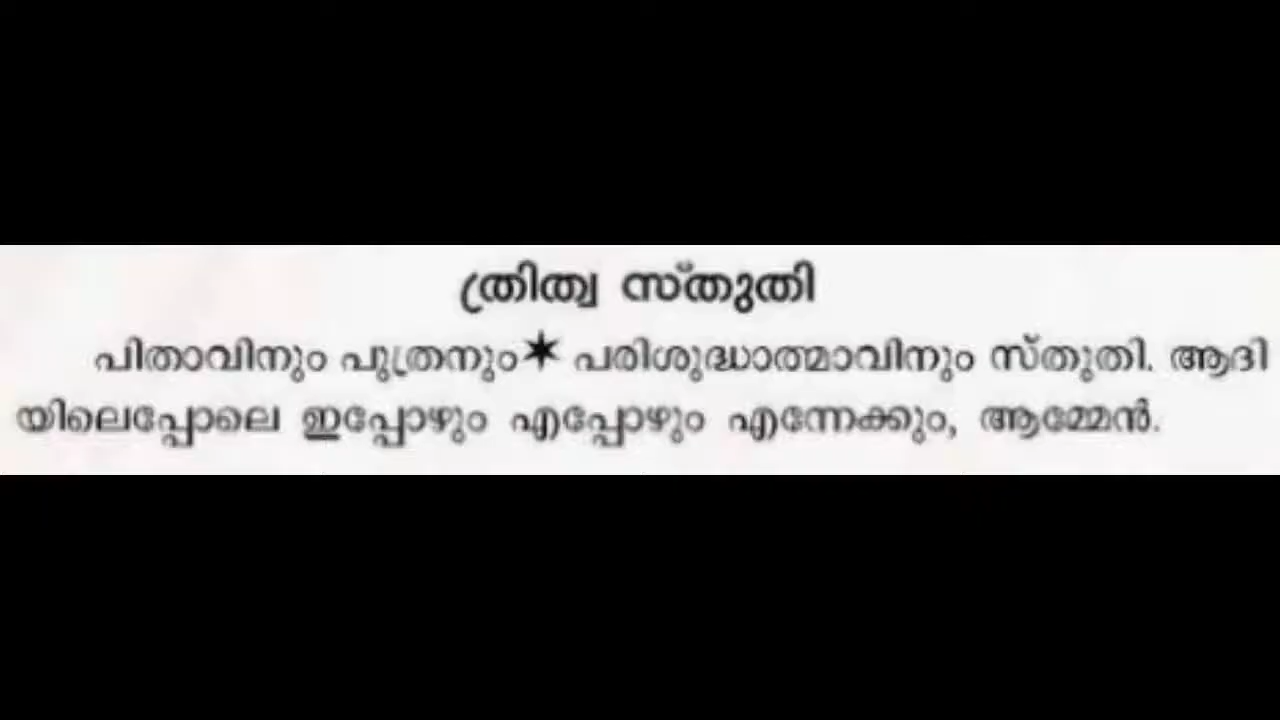 ത്രിത്വ സ്തുതി
പിതാവിനും പുത്രനും✶ പരിശുദ്ധാത്മാവിനും സ്തുതി. ആദി
യിലെപ്പോലെ ഇപ്പോഴും എപ്പോഴും എന്നേക്കും, ആമ്മേൻ.